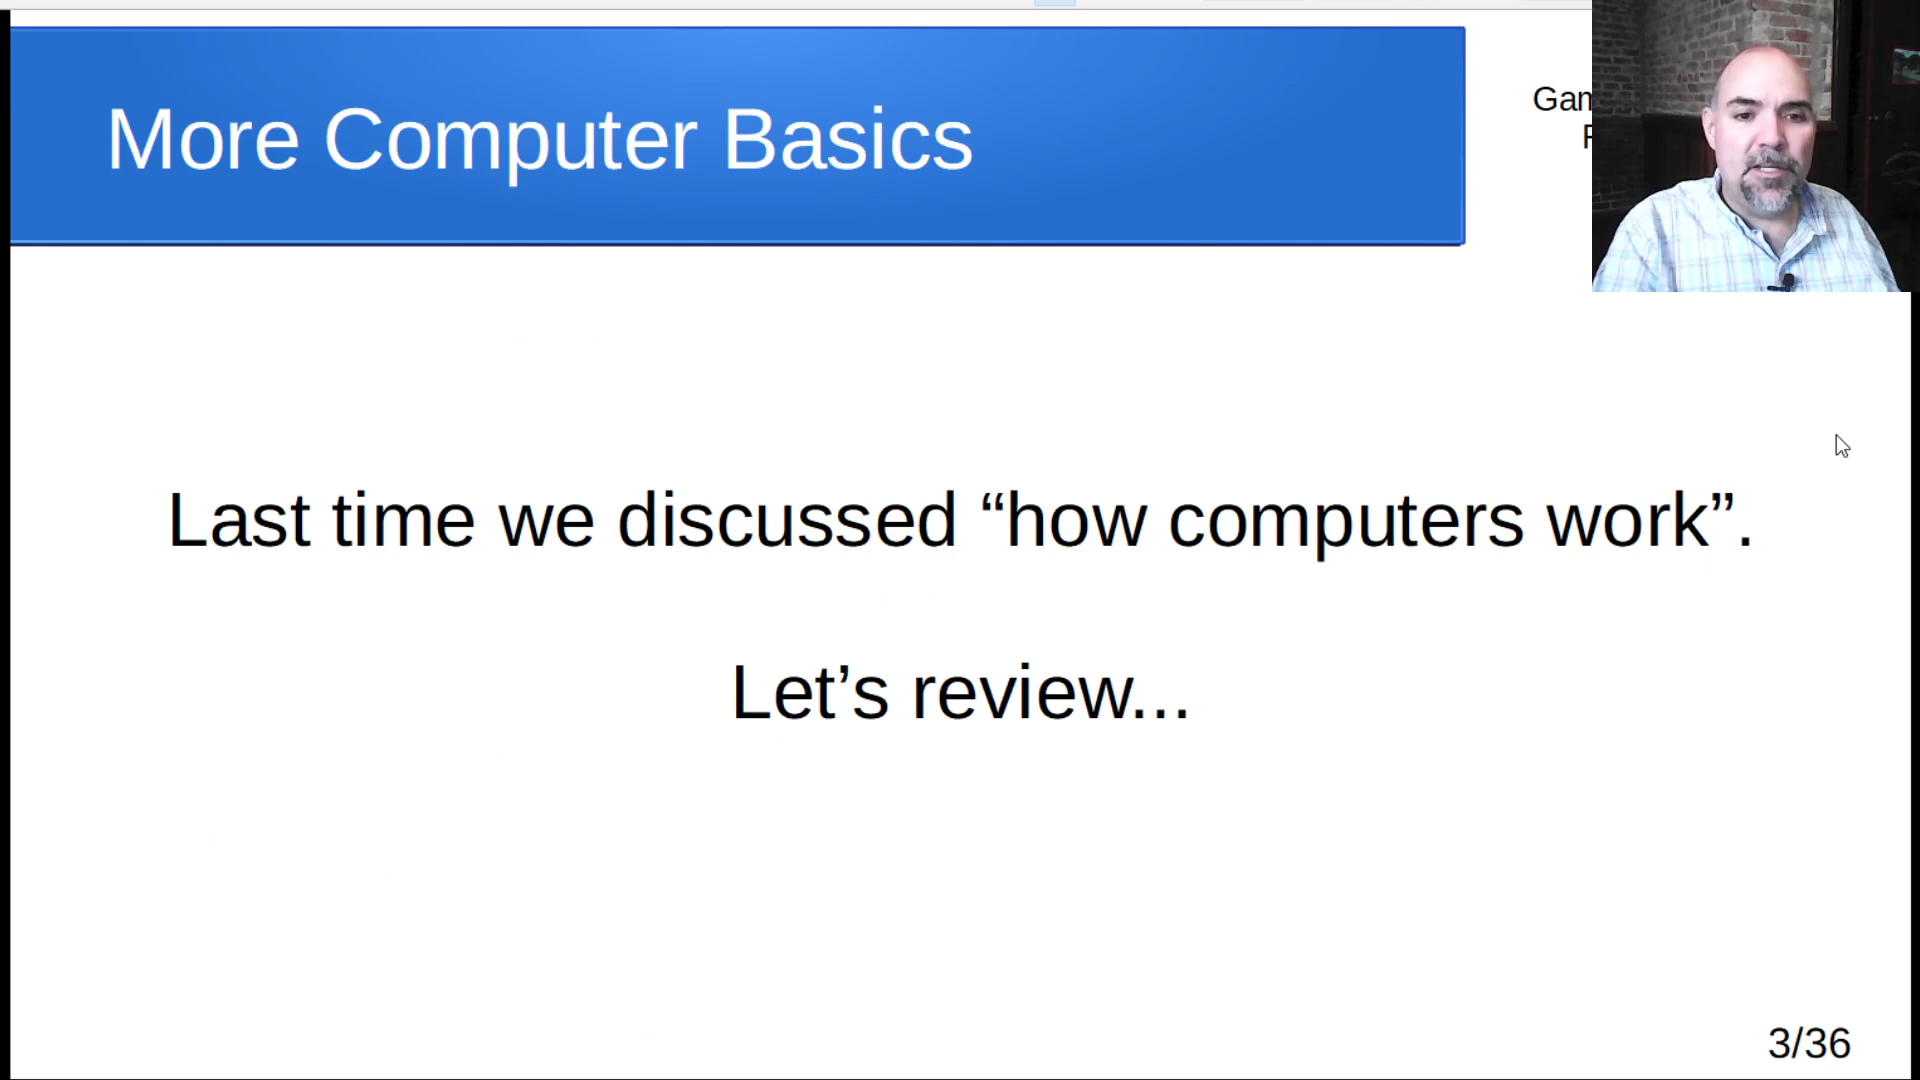 More Computer Basics
Last time we discussed “how computers work”.
Let’s review...
3/36